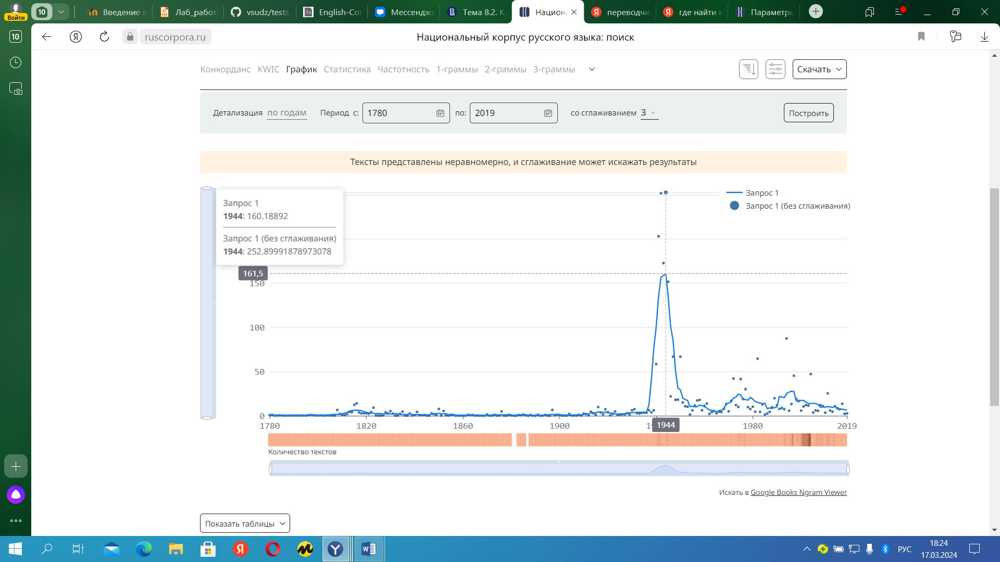 Войти
10
Введение в
Лаб_работ
vsudz/tests
English-Cor
Мессендже
Тема 8.2. К
Национа
переводчи
где найти
Параметры
10
ruscorpora.ru
Национальный корпус русского языка: поиск
Конкорданс KWIC График Статистика Частотность 1-граммы 2-граммы 3-граммы
Скачать
Детализация по годам Период с: 1780 по: 2019 со сглаживанием 3
Построить
Тексты представлены неравномерно, и сглаживание может искажать результаты
Запрос 1
1944: 160.18892
Запрос 1 (без сглаживания)
1944: 252.89991878973078
Запрос 1
Запрос 1 (без сглаживания)
161,5
150
100
50
0
1780 1820 1860 1900 1944 1980 2019
Количество текстов
Искать в Google Books Ngram Viewer
Показать таблицы
РУС
18:24
17.03.2024